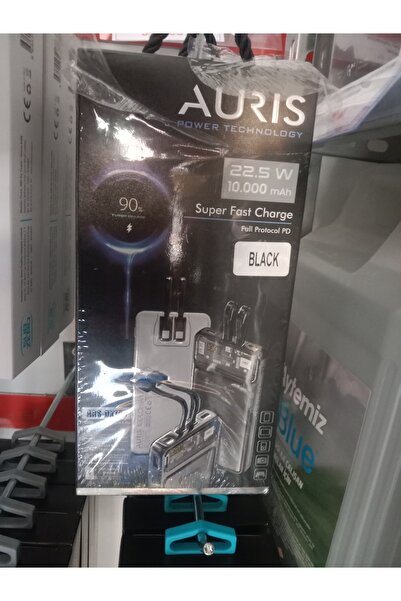 AURIS
POWER TECHNOLOGY
22.5 W
10.000 mAh
90%
Super Fast Charge
Full Protocol PD
BLACK
Blue